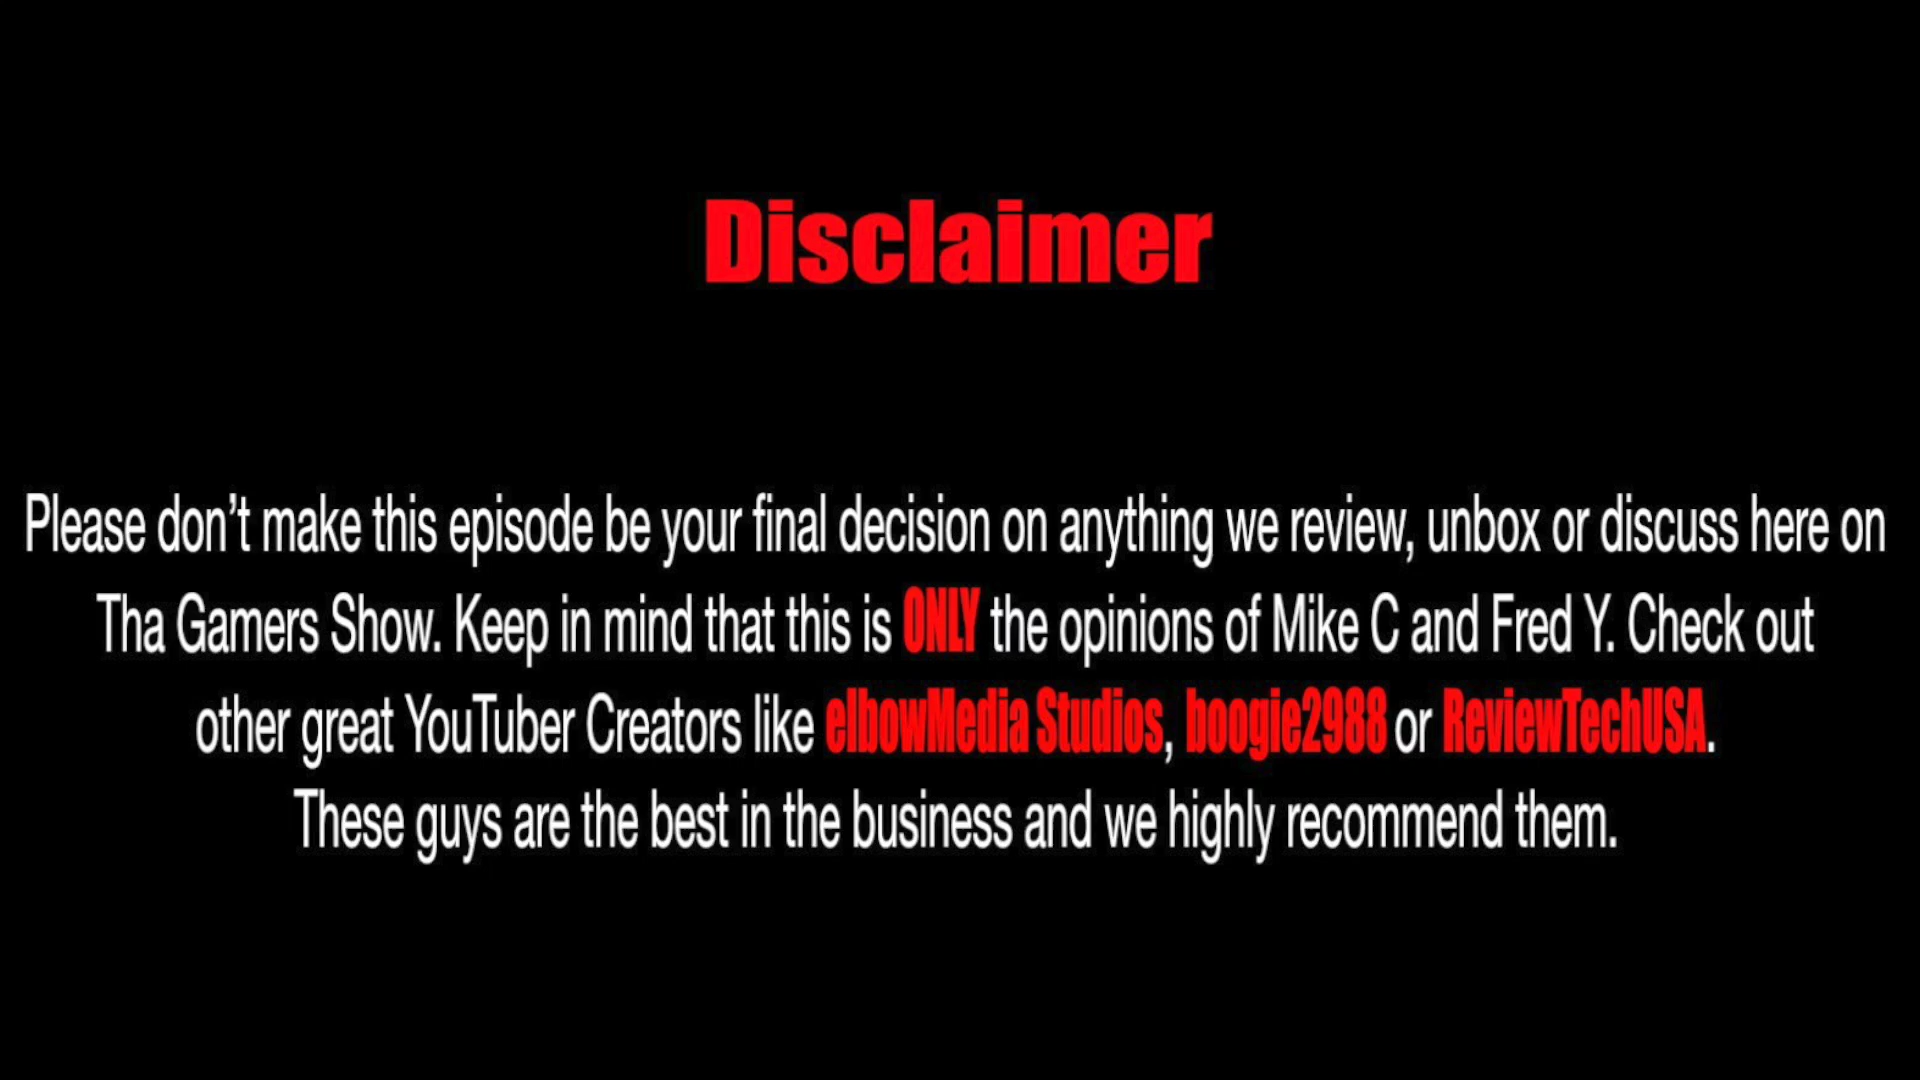 Disclaimer
Please don’t make this episode be your final decision on anything we review, unbox or discuss here on
Tha Gamers Show. Keep in mind that this is ONLY the opinions of Mike C and Fred Y. Check out
other great YouTuber Creators like elbowMedia Studios, boogie2988 or ReviewTechUSA.
These guys are the best in the business and we highly recommend them.